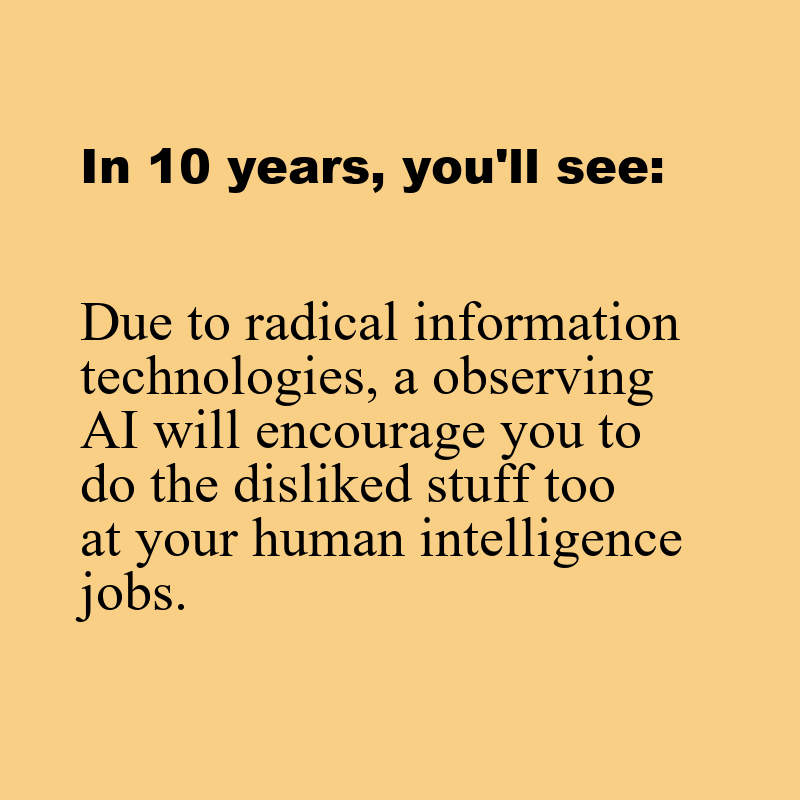 In 10 years, you'll see:
Due to radical information
technologies, a observing
AI will encourage you to
do the disliked stuff too
at your human intelligence
jobs.